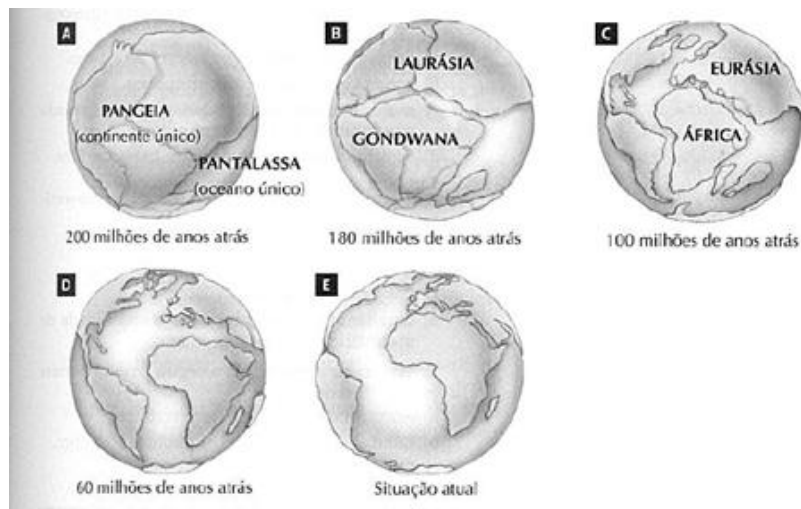 A
PANGEIA
(continente único)
PANTALASSA
(oceano único)
200 milhões de anos atrás
B
LAURÁSIA
GONDWANA
180 milhões de anos atrás
C
EURÁSIA
ÁFRICA
100 milhões de anos atrás
D
60 milhões de anos atrás
E
Situação atual